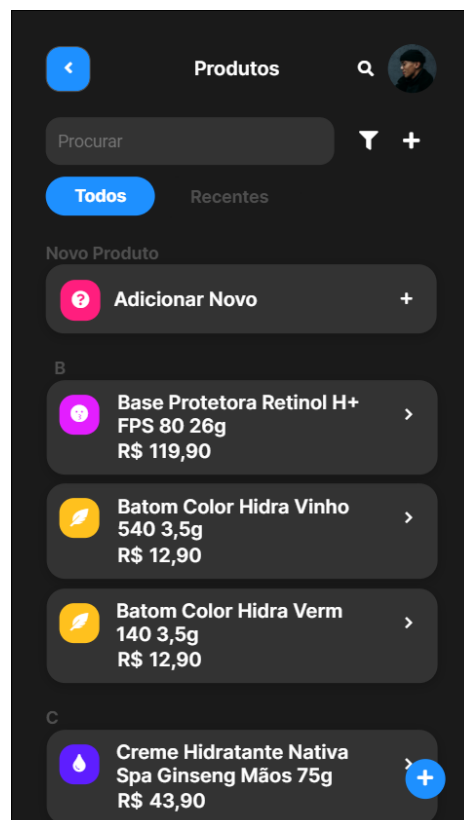 Produtos
Procurar
Todos
Recentes
Novo Produto
Adicionar Novo
B
Base Protetora Retinol H+
FPS 80 26g
R$ 119,90
Batom Color Hidra Vinho
540 3,5g
R$ 12,90
Batom Color Hidra Verm
140 3,5g
R$ 12,90
C
Creme Hidratante Nativa
Spa Ginseng Mãos 75g
R$ 43,90